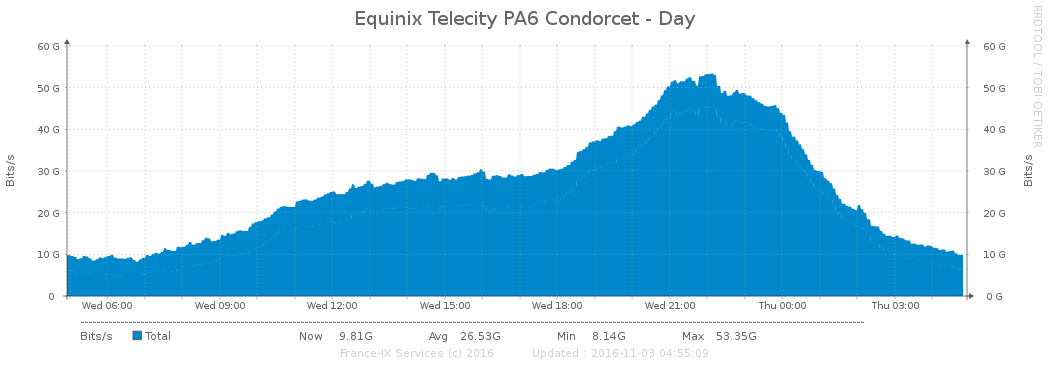 Equinix Telecity PA6 Condorcet - Day
RRDTOOL / TOBI OETIKER
Bits/s
60 G 60 G
50 G 50 G
40 G 40 G
30 G 30 G
20 G 20 G
10 G 10 G
0 0 G
Bits/s
Wed 06:00 Wed 09:00 Wed 12:00 Wed 15:00 Wed 18:00 Wed 21:00 Thu 00:00 Thu 03:00
Bits/s Total Now 9.81G Avg 26.53G Min 8.14G Max 53.35G
France-IX Services (c) 2016 Updated : 2016-11-03 04:55:09